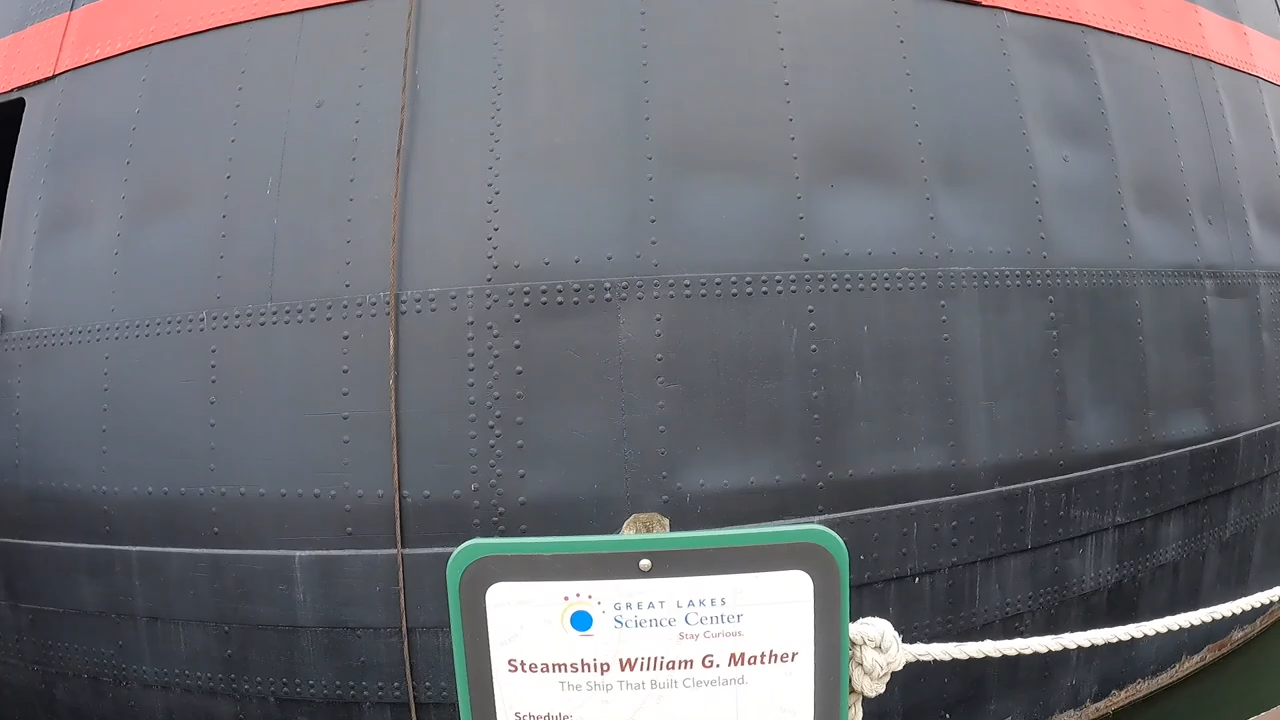 GREAT LAKES
Science Center
Stay Curious.
Steamship William G. Mather
The Ship That Built Cleveland.
Schedule: